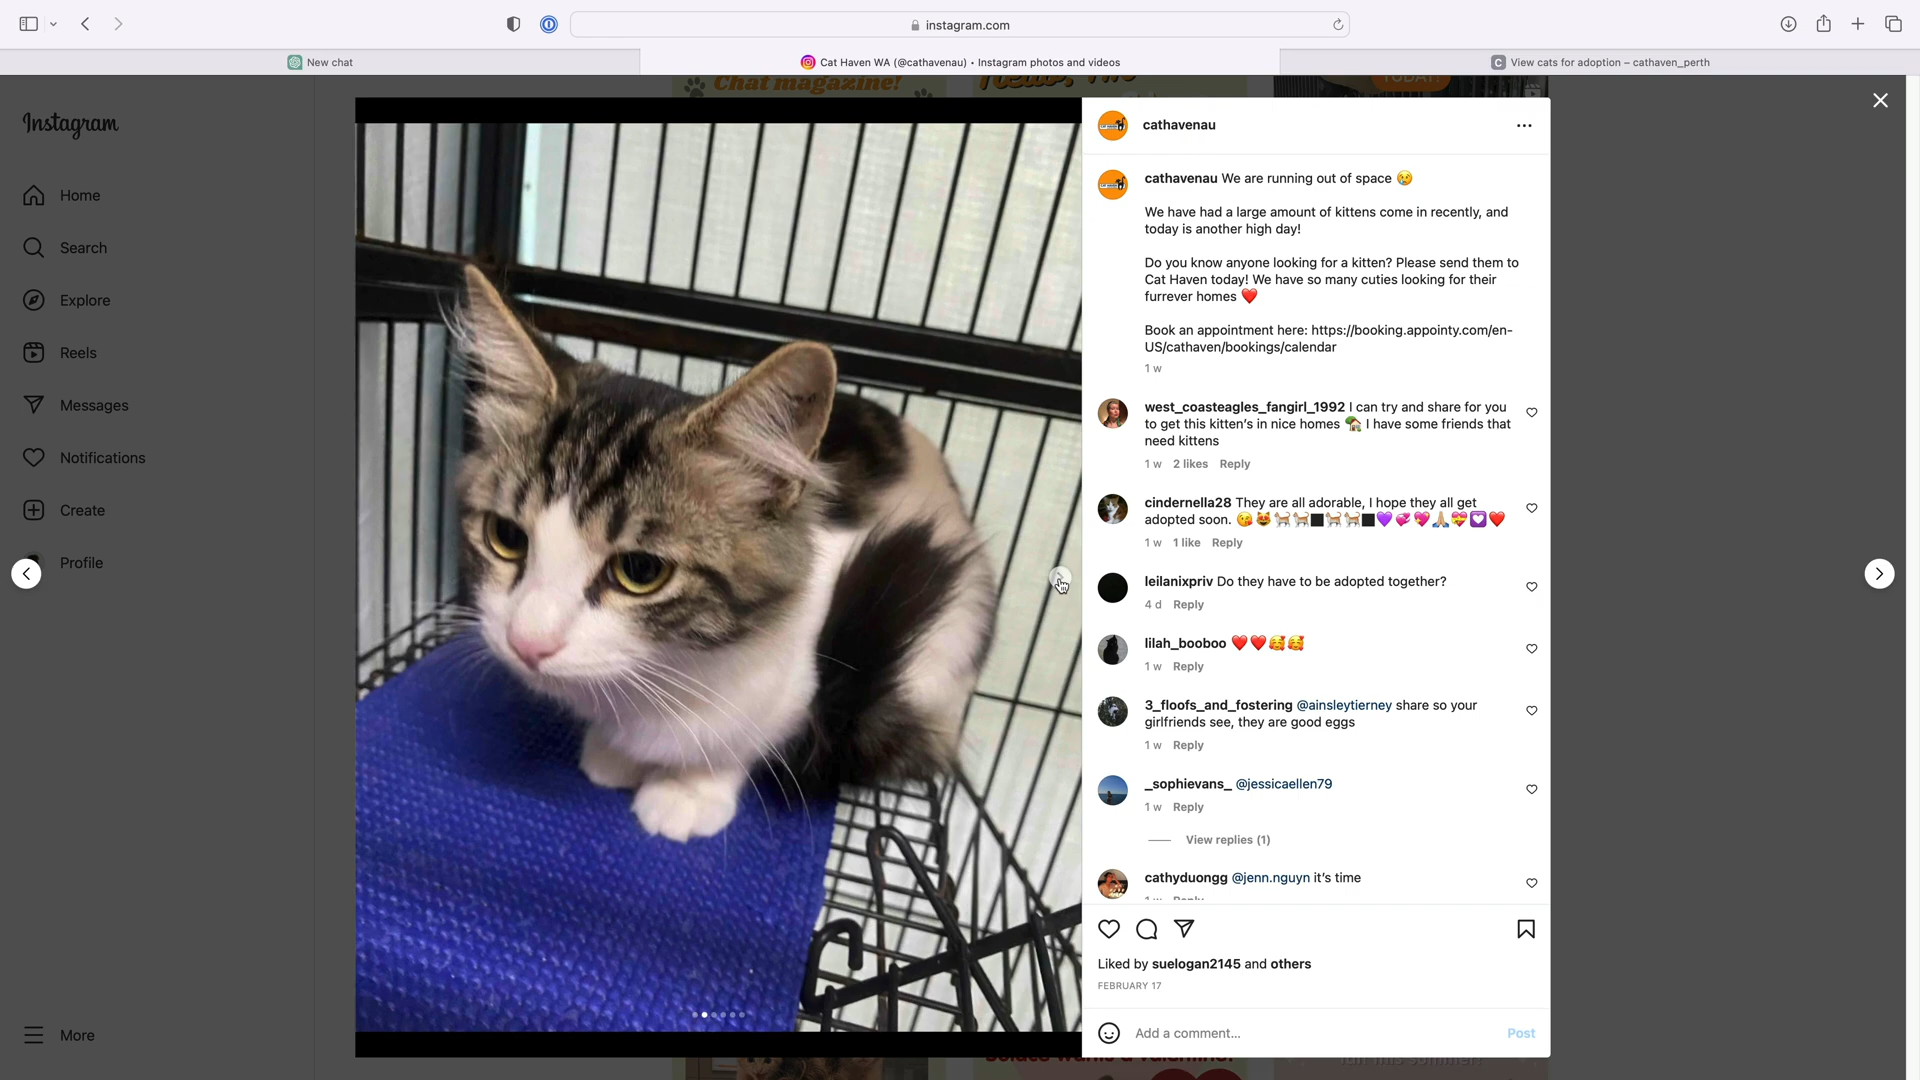 instagram.com
New chat
Cat Haven WA (@cathavenau) • Instagram photos and videos
C View cats for adoption – cathaven_perth
Chat magazine!
TODAY!
Instagram
Home
Search
Explore
Reels
Messages
Notifications
Create
Profile
More
cathavenau
cathavenau We are running out of space 😢
We have had a large amount of kittens come in recently, and
today is another high day!
Do you know anyone looking for a kitten? Please send them to
Cat Haven today! We have so many cuties looking for their
furrever homes ❤️
Book an appointment here: https://booking.appointy.com/en-
US/cathaven/bookings/calendar
1 w
west_coasteagles_fangirl_1992 I can try and share for you
to get this kitten's in nice homes 🏡 I have some friends that
need kittens
1 w 2 likes Reply
cindernella28 They are all adorable, I hope they all get
adopted soon. 😘😻🐈🐈⬛🐈🐈⬛💜💞💖🙏🏼💝💟❤️
1 w 1 like Reply
leilanixpriv Do they have to be adopted together?
4 d Reply
lilah_booboo ❤️❤️🥰🥰
1 w Reply
3_floofs_and_fostering @ainsleytierney share so your
girlfriends see, they are good eggs
1 w Reply
_sophievans_ @jessicaellen79
1 w Reply
View replies (1)
cathyduongg @jenn.nguyn it's time
1 w Reply
Liked by suelogan2145 and others
FEBRUARY 17
Add a comment...
Post